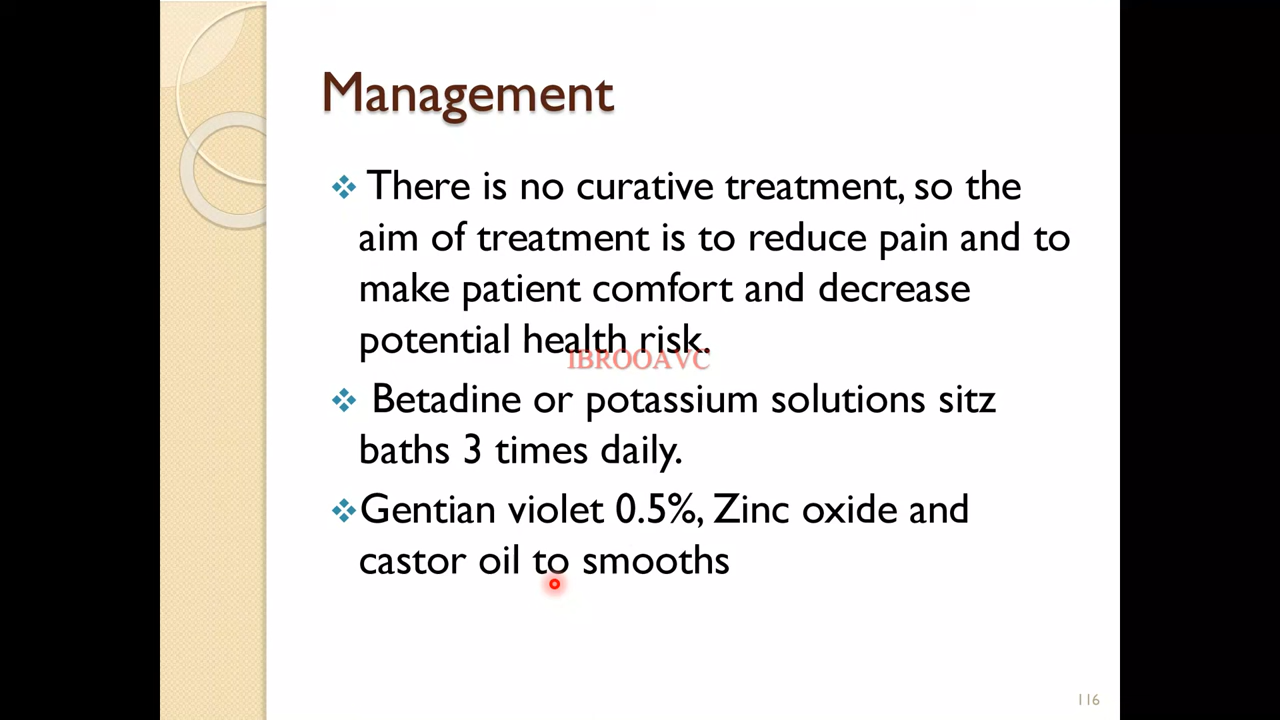 Management
There is no curative treatment, so the
aim of treatment is to reduce pain and to
make patient comfort and decrease
potential health risk.
IBROOAVC
Betadine or potassium solutions sitz
baths 3 times daily.
Gentian violet 0.5%, Zinc oxide and
castor oil to smooths
116